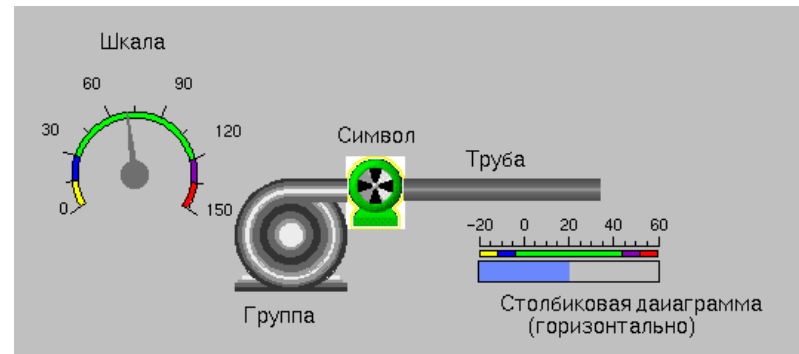 Шкала
60 90
30 120
0 150
Символ
Труба
-20 0 20 40 60
Группа
Столбиковая даиаграмма
(горизонтально)